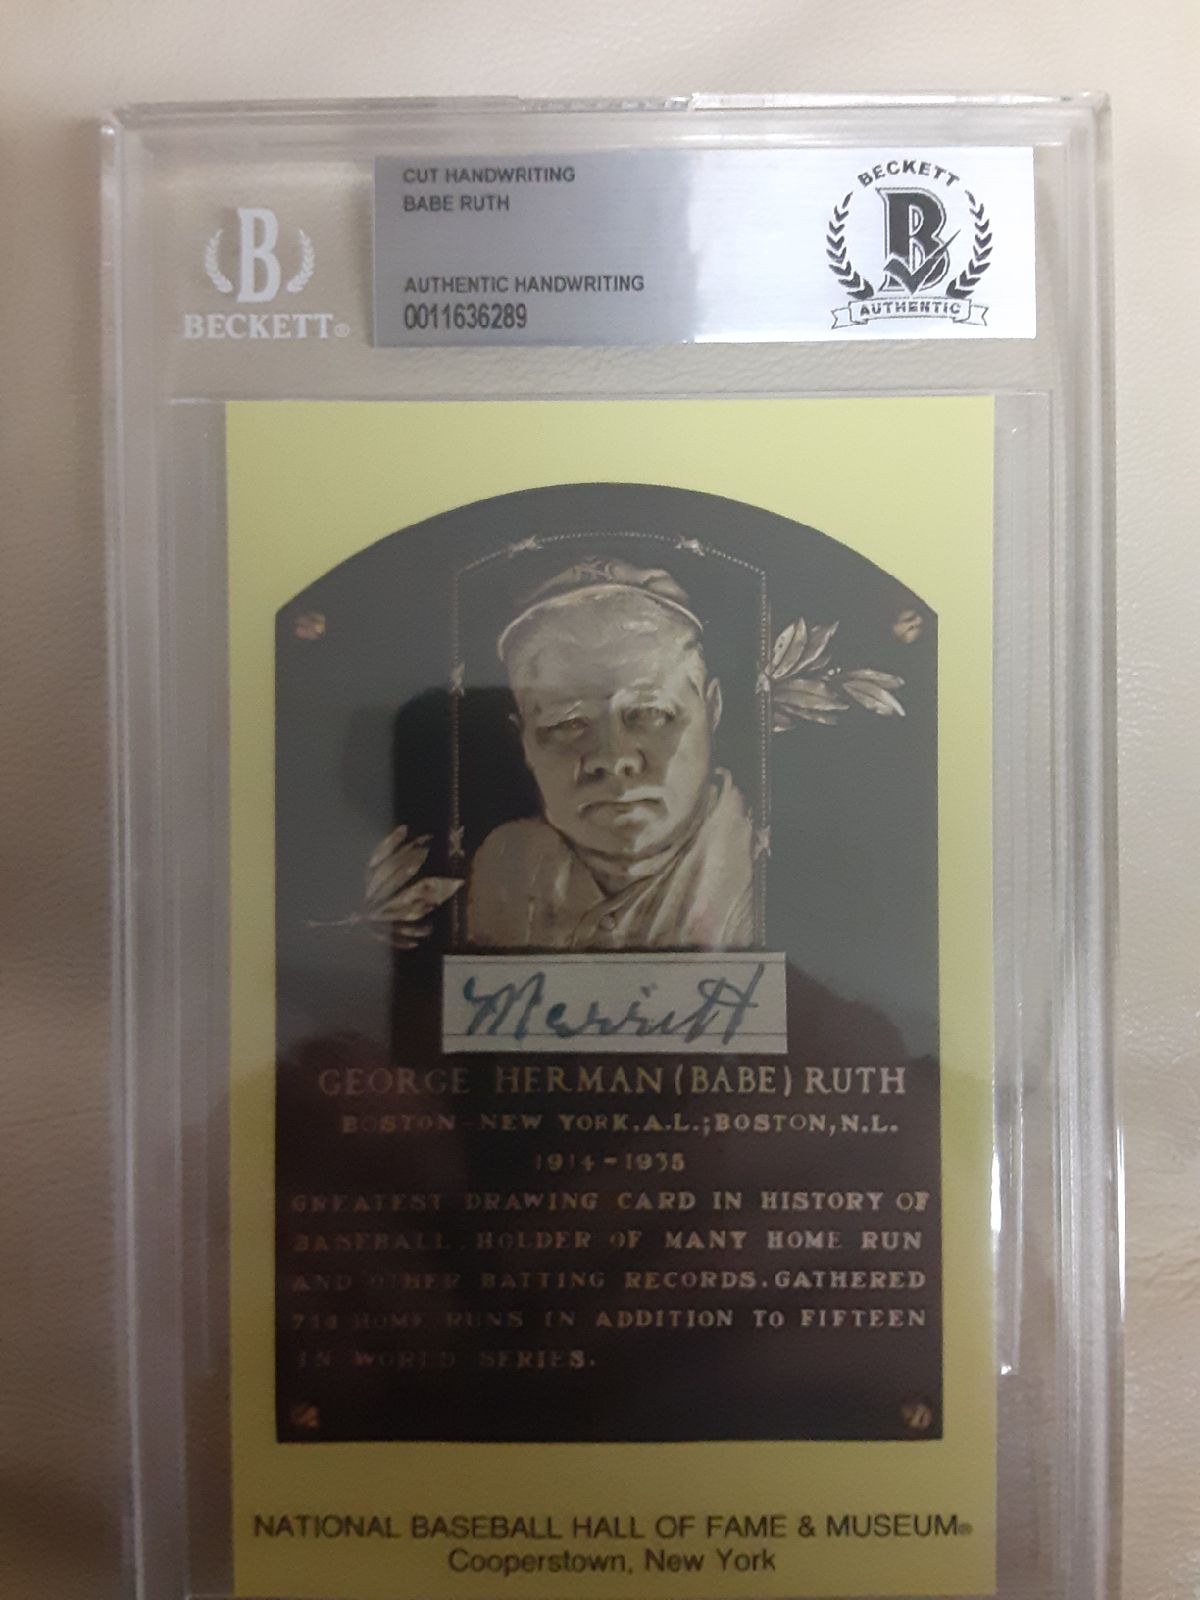 CUT HANDWRITING
BABE RUTH
AUTHENTIC HANDWRITING
0011636289
B
BECKETT®
BECKETT
B
AUTHENTIC
Merritt
GEORGE HERMAN (BABE) RUTH
BOSTON-NEW YORK, A.L.; BOSTON, N.L.
1914-1935
GREATEST DRAWING CARD IN HISTORY OF
BASEBALL. HOLDER OF MANY HOME RUN
AND OTHER BATTING RECORDS. GATHERED
714 HOME RUNS IN ADDITION TO FIFTEEN
IN WORLD SERIES.
NATIONAL BASEBALL HALL OF FAME & MUSEUM®
Cooperstown, New York